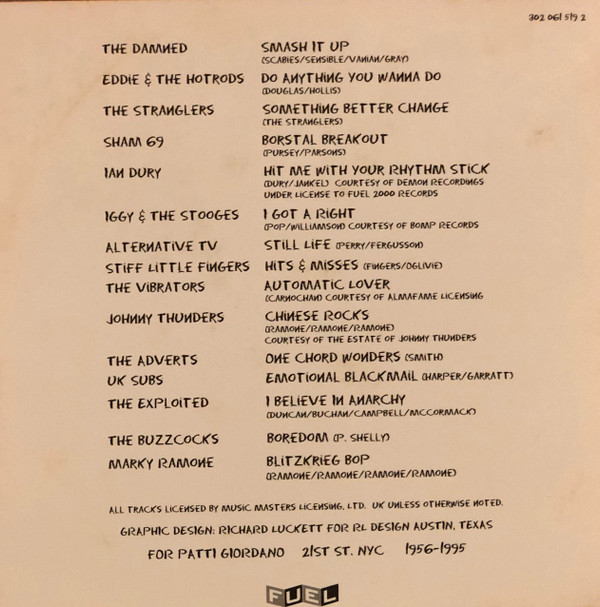 302 061 519 2
THE DAMNED SMASH IT UP
(SCABIES/SENSIBLE/VANIAN/GRAY)
EDDIE & THE HOTRODS DO ANYTHING YOU WANNA DO
(DOUGLAS/HOLLIS)
THE STRANGLERS SOMETHING BETTER CHANGE
(THE STRANGLERS)
SHAM 69 BORSTAL BREAKOUT
(PURSEY/PARSONS)
IAN DURY HIT ME WITH YOUR RHYTHM STICK
(DURY/JANKEL) COURTESY OF DEMON RECORDINGS
UNDER LICENSE TO FUEL 2000 RECORDS
IGGY & THE STOOGES I GOT A RIGHT
(POP/WILLIAMSON) COURTESY OF BOMP RECORDS
ALTERNATIVE TV STILL LIFE (PERRY/FERGUSSON)
STIFF LITTLE FINGERS HITS & MISSES (FINGERS/OGLIVIE)
THE VIBRATORS AUTOMATIC LOVER
(CARNOCHAN) COURTESY OF ALMAFAME LICENSING
JOHNNY THUNDERS CHINESE ROCKS
(RAMONE/RAMONE/RAMONE)
COURTESY OF THE ESTATE OF JOHNNY THUNDERS
THE ADVERTS ONE CHORD WONDERS (SMITH)
UK SUBS EMOTIONAL BLACKMAIL (HARPER/GARRATT)
THE EXPLOITED I BELIEVE IN ANARCHY
(DUNCAN/BUCHAN/CAMPBELL/MCCORMACK)
THE BUZZCOCKS BOREDOM (P. SHELLY)
MARKY RAMONE BLITZKRIEG BOP
(RAMONE/RAMONE/RAMONE/RAMONE)
ALL TRACKS LICENSED BY MUSIC MASTERS LICENSING, LTD. UK UNLESS OTHERWISE NOTED.
GRAPHIC DESIGN: RICHARD LUCKETT FOR RL DESIGN AUSTIN, TEXAS
FOR PATTI GIORDANO 21ST ST. NYC 1956-1995
FUEL